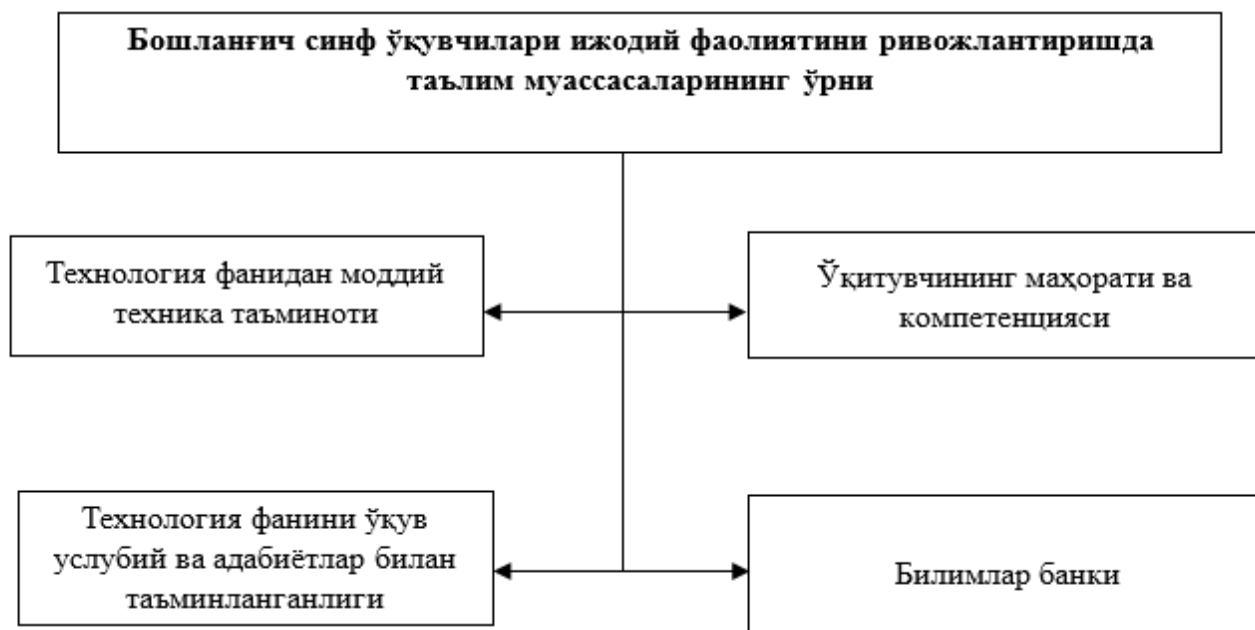 Бошланғич синф ўқувчилари ижодий фаолиятини ривожлантиришда
таълим муассасаларининг ўрни
Технология фанидан моддий
техника таъминоти
Ўқитувчининг маҳорати ва
компетенцияси
Технология фанини ўқув
услубий ва адабиётлар билан
таъминланганлиги
Билимлар банки